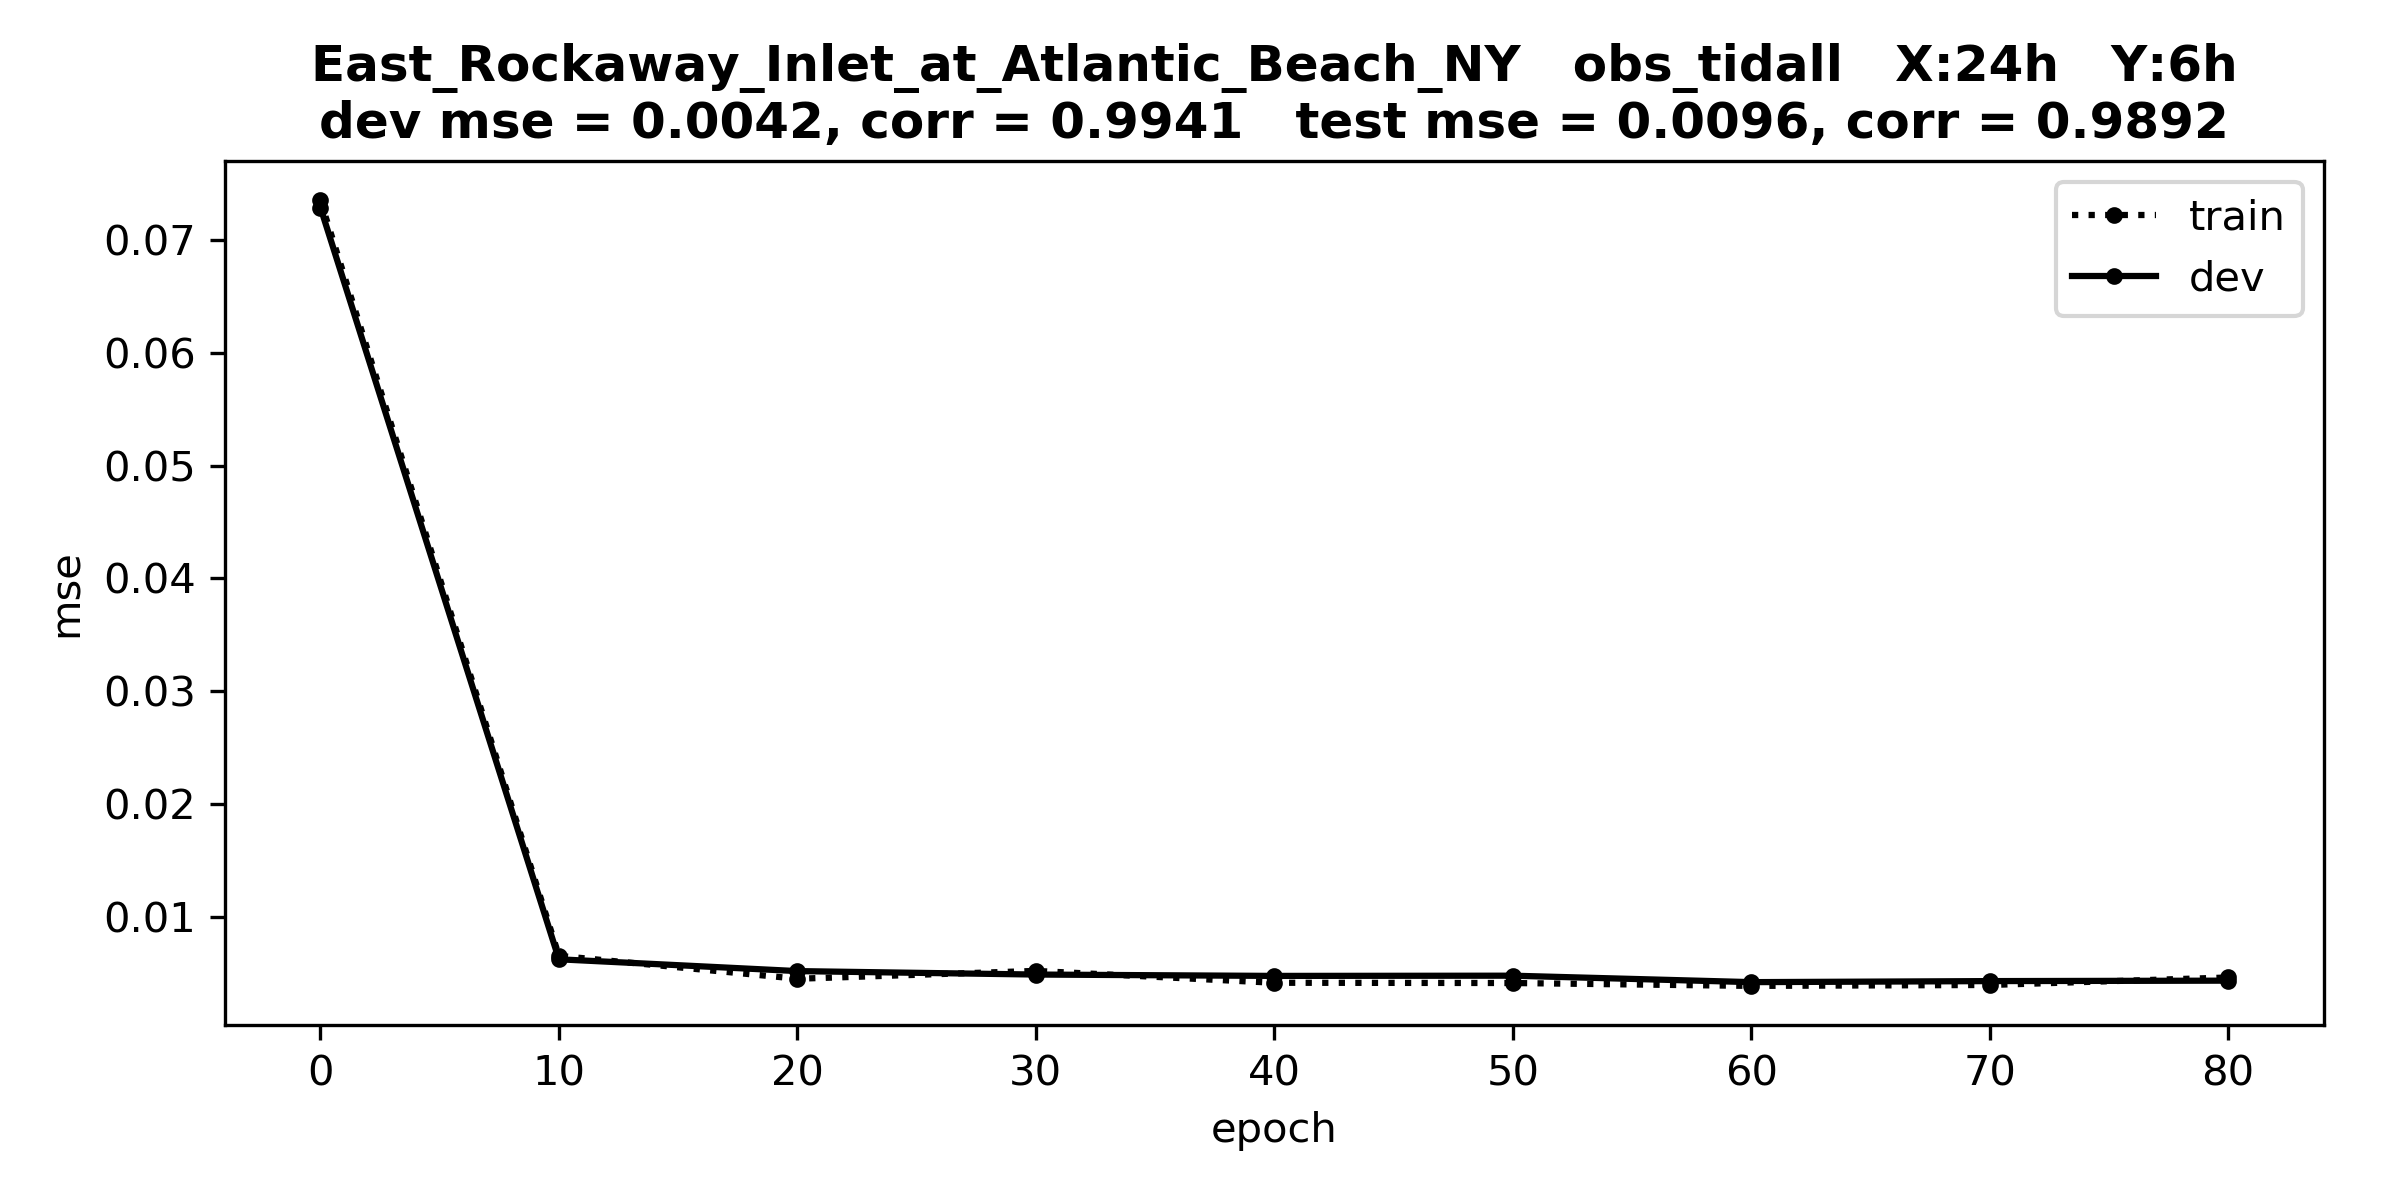 East_Rockaway_Inlet_at_Atlantic_Beach_NY   obs_tidall   X:24h   Y:6h
dev mse = 0.0042, corr = 0.9941   test mse = 0.0096, corr = 0.9892
train
dev
0.07
0.06
0.05
0.04
0.03
0.02
0.01
mse
0 10 20 30 40 50 60 70 80
epoch